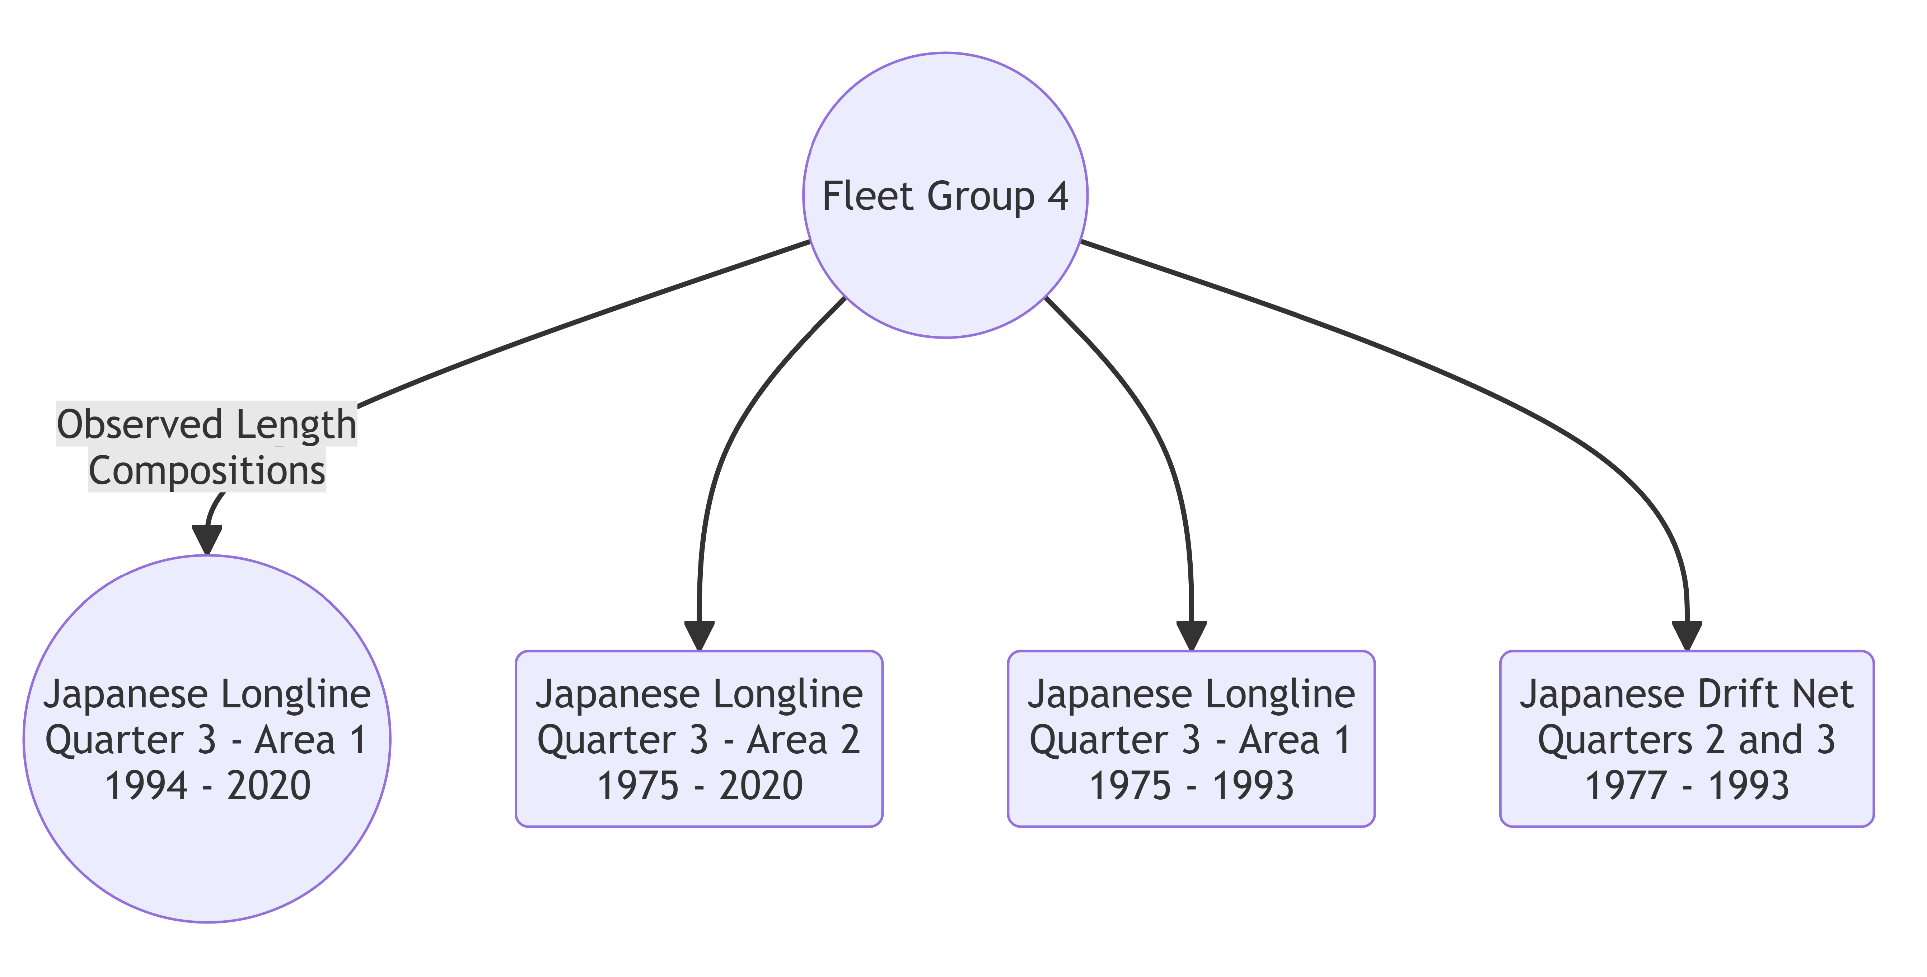 Fleet Group 4
Observed Length
Compositions
Japanese Longline
Quarter 3 - Area 1
1994 - 2020
Japanese Longline
Quarter 3 - Area 2
1975 - 2020
Japanese Longline
Quarter 3 - Area 1
1975 - 1993
Japanese Drift Net
Quarters 2 and 3
1977 - 1993